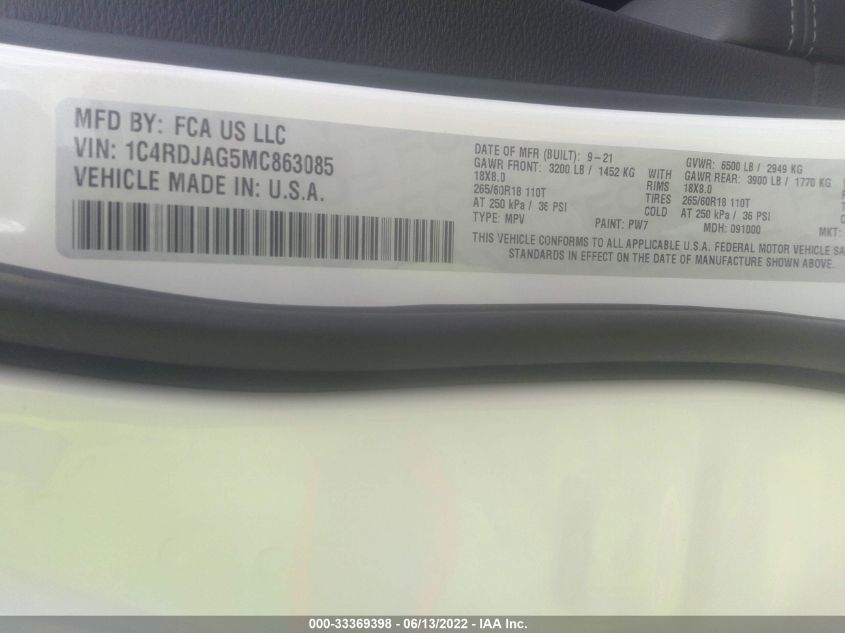 MFD BY: FCA US LLC
VIN: 1C4RDJAG5MC863085
VEHICLE MADE IN: U.S.A.
DATE OF MFR (BUILT): 9-21 GVWR: 6500 LB / 2949 KG
GAWR FRONT: 3200 LB / 1452 KG WITH GAWR REAR: 3900 LB / 1770 KG
18X8.0 RIMS 18X8.0
265/60R18 110T TIRES 265/60R18 110T
AT 250 kPa / 36 PSI COLD AT 250 kPa / 36 PSI
TYPE: MPV PAINT: PW7 MDH: 091000 MKT:
THIS VEHICLE CONFORMS TO ALL APPLICABLE U.S.A. FEDERAL MOTOR VEHICLE SA
STANDARDS IN EFFECT ON THE DATE OF MANUFACTURE SHOWN ABOVE.
000-33369398 - 06/13/2022 - IAA Inc.